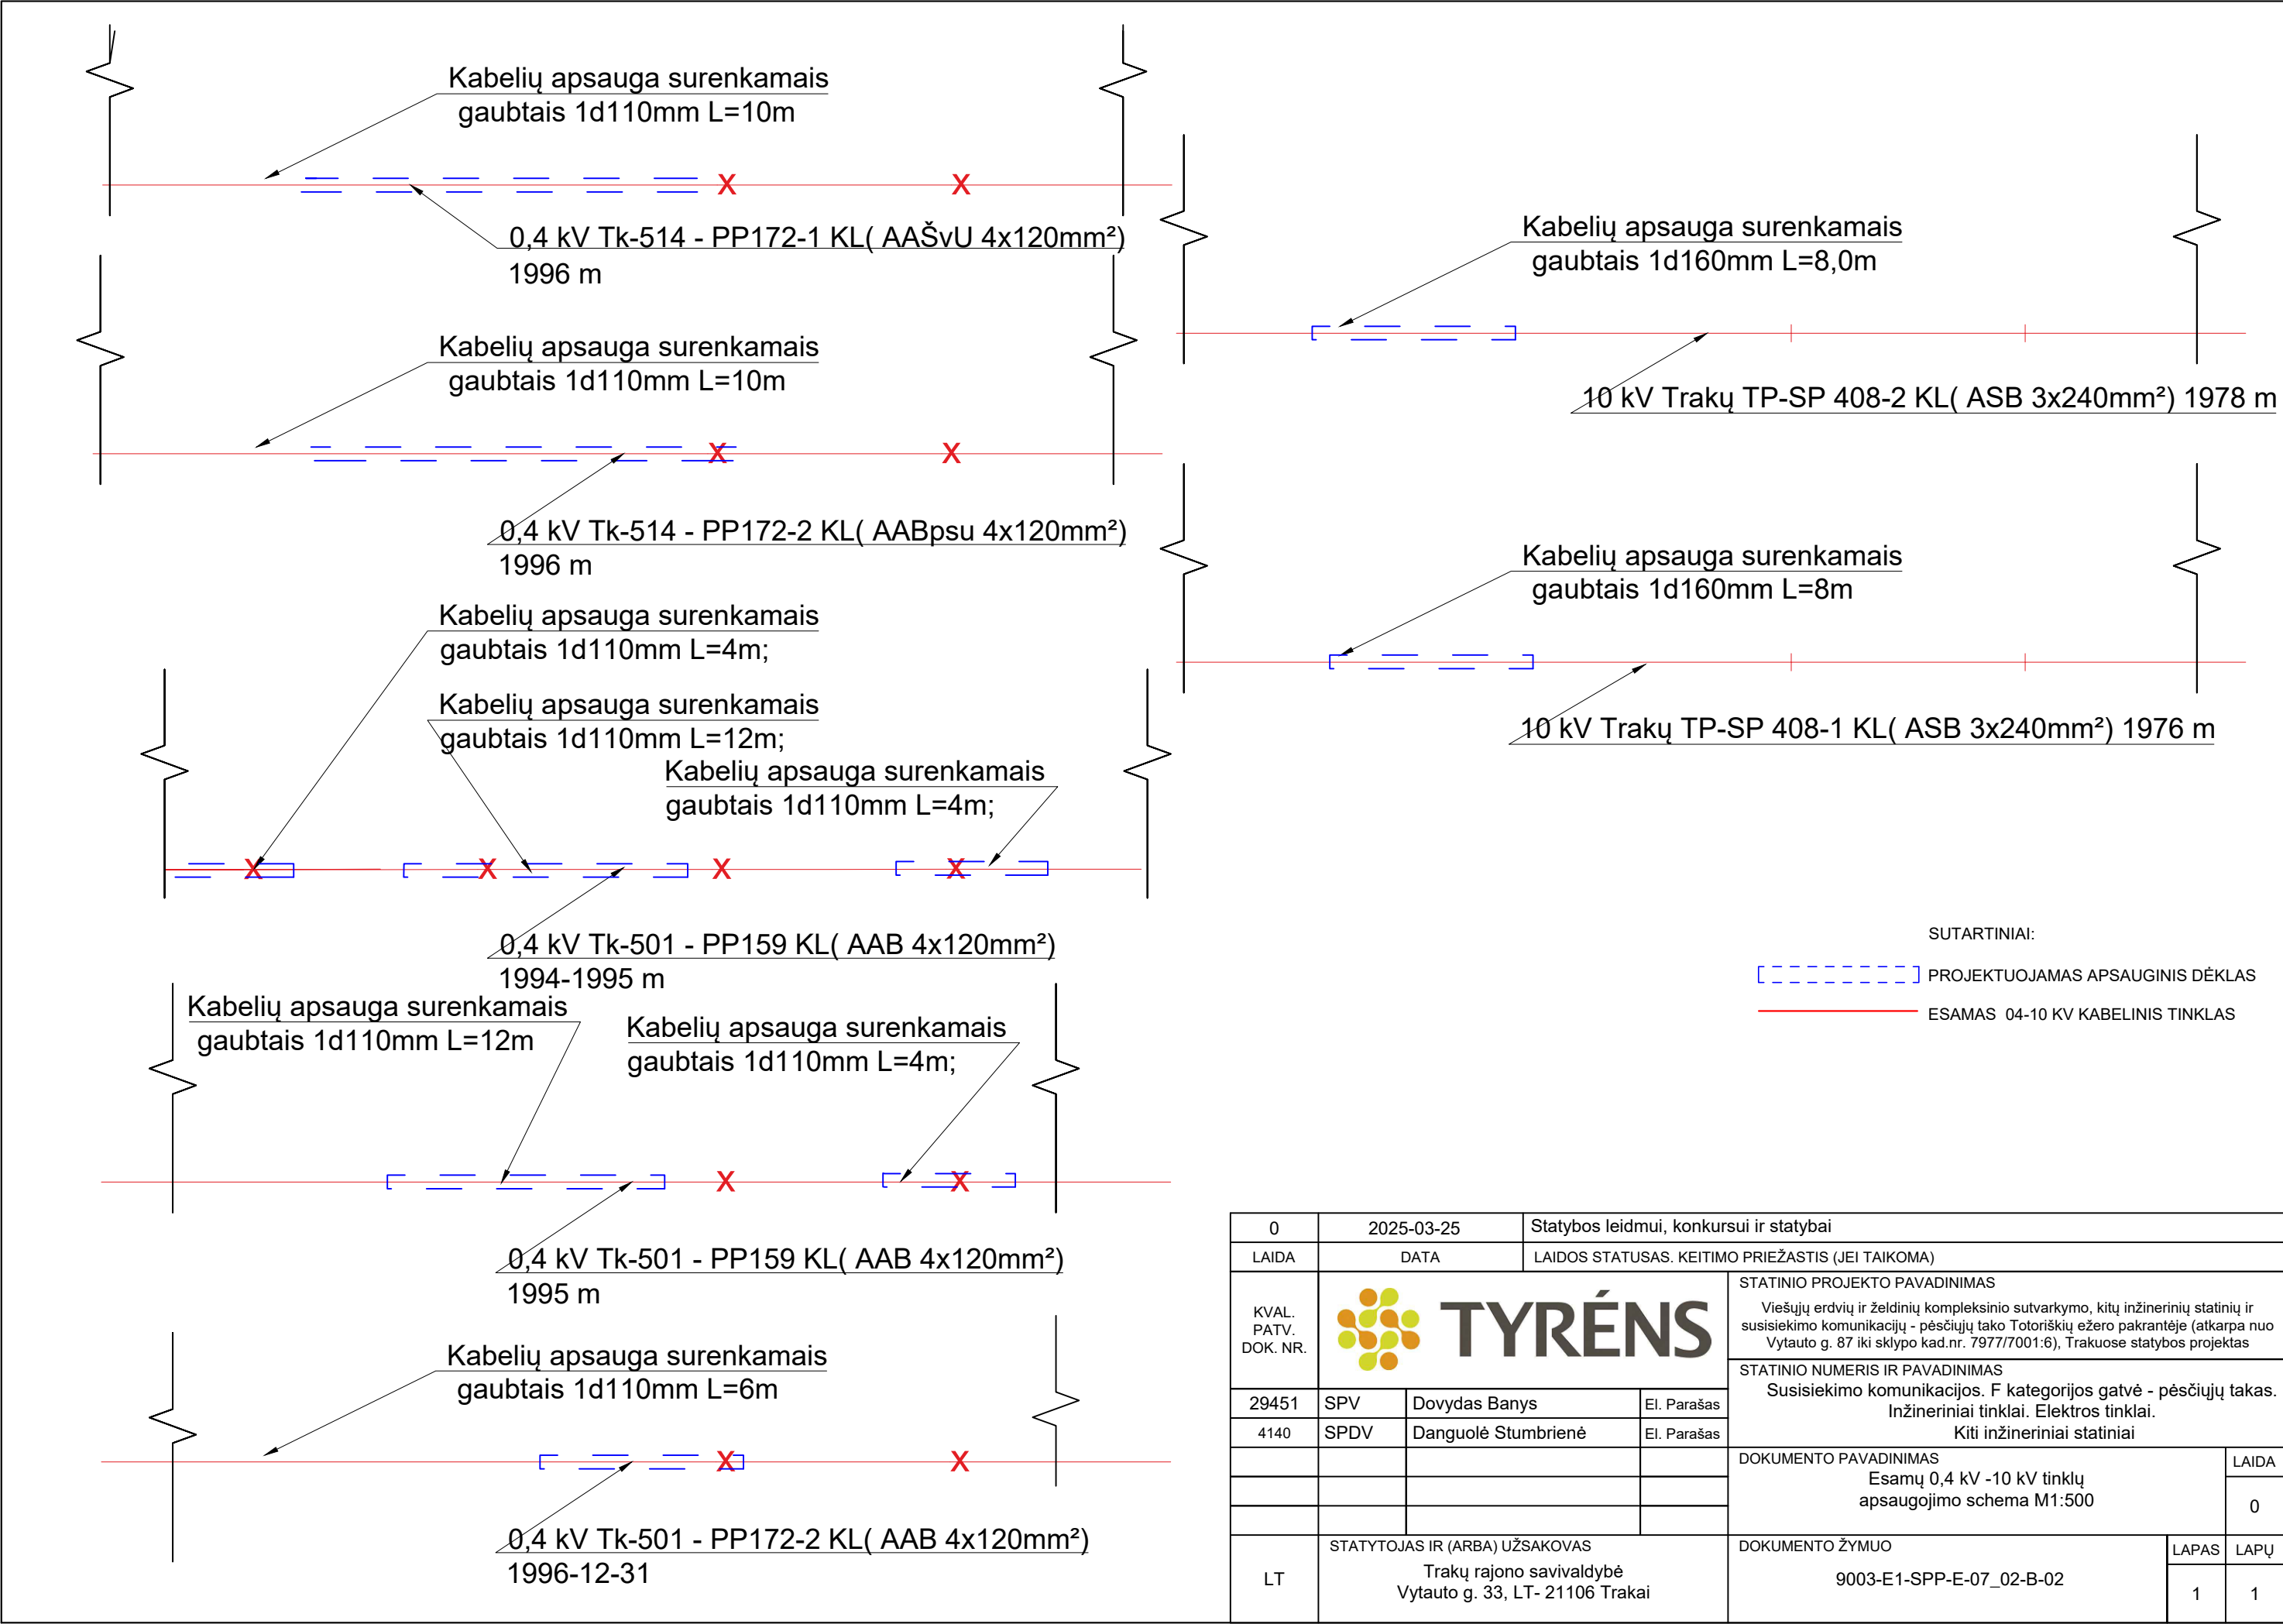 Kabelių apsauga surenkamais
gaubtais 1d110mm L=10m
X X
0,4 kV Tk-514 - PP172-1 KL( AAŠvU 4x120mm²)
1996 m
Kabelių apsauga surenkamais
gaubtais 1d110mm L=10m
X X
0,4 kV Tk-514 - PP172-2 KL( AABpsu 4x120mm²)
1996 m
Kabelių apsauga surenkamais
gaubtais 1d110mm L=4m;
Kabelių apsauga surenkamais
gaubtais 1d110mm L=12m;
Kabelių apsauga surenkamais
gaubtais 1d110mm L=4m;
X X X X
0,4 kV Tk-501 - PP159 KL( AAB 4x120mm²)
1994-1995 m
Kabelių apsauga surenkamais
gaubtais 1d110mm L=12m
Kabelių apsauga surenkamais
gaubtais 1d110mm L=4m;
X X
0,4 kV Tk-501 - PP159 KL( AAB 4x120mm²)
1995 m
Kabelių apsauga surenkamais
gaubtais 1d110mm L=6m
X X
0,4 kV Tk-501 - PP172-2 KL( AAB 4x120mm²)
1996-12-31
Kabelių apsauga surenkamais
gaubtais 1d160mm L=8,0m
10 kV Trakų TP-SP 408-2 KL( ASB 3x240mm²) 1978 m
Kabelių apsauga surenkamais
gaubtais 1d160mm L=8m
10 kV Trakų TP-SP 408-1 KL( ASB 3x240mm²) 1976 m
SUTARTINIAI:
PROJEKTUOJAMAS APSAUGINIS DĖKLAS
ESAMAS 04-10 KV KABELINIS TINKLAS
0 2025-03-25 Statybos leidmui, konkursui ir statybai
LAIDA DATA LAIDOS STATUSAS. KEITIMO PRIEŽASTIS (JEI TAIKOMA)
KVAL.
PATV.
DOK. NR.
TYRÉNS
STATINIO PROJEKTO PAVADINIMAS
Viešųjų erdvių ir želdinių kompleksinio sutvarkymo, kitų inžinerinių statinių ir
susisiekimo komunikacijų - pėsčiųjų tako Totoriškių ežero pakrantėje (atkarpa nuo
Vytauto g. 87 iki sklypo kad.nr. 7977/7001:6), Trakuose statybos projektas
STATINIO NUMERIS IR PAVADINIMAS
Susisiekimo komunikacijos. F kategorijos gatvė - pėsčiųjų takas.
Inžineriniai tinklai. Elektros tinklai.
Kiti inžineriniai statiniai
29451 SPV Dovydas Banys El. Parašas
4140 SPDV Danguolė Stumbrienė El. Parašas
DOKUMENTO PAVADINIMAS
Esamų 0,4 kV -10 kV tinklų
apsaugojimo schema M1:500
LAIDA
0
LT
STATYTOJAS IR (ARBA) UŽSAKOVAS
Trakų rajono savivaldybė
Vytauto g. 33, LT- 21106 Trakai
DOKUMENTO ŽYMUO
9003-E1-SPP-E-07_02-B-02
LAPAS LAPŲ
1 1